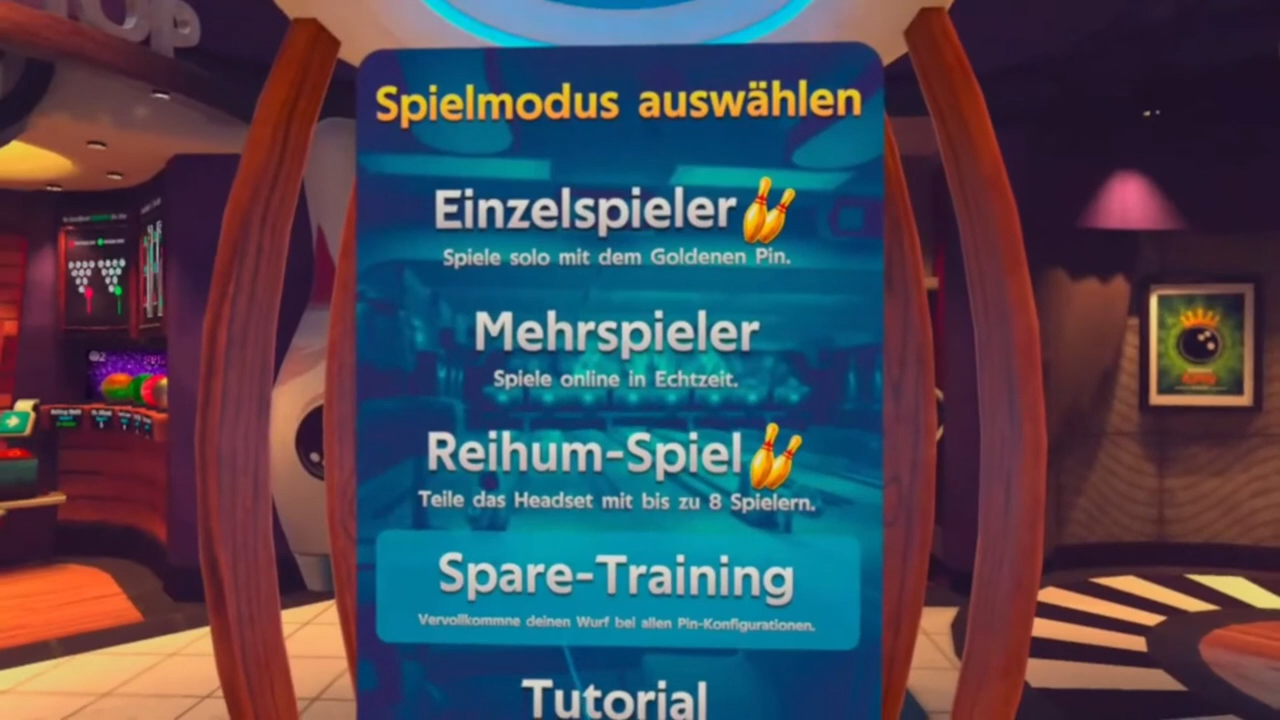 Spielmodus auswählen
Einzelspieler
Spiele solo mit dem Goldenen Pin.
Mehrspieler
Spiele online in Echtzeit.
Reihum-Spiel
Teile das Headset mit bis zu 8 Spielern.
Spare-Training
Vervollkommne deinen Wurf bei allen Pin-Konfigurationen.
Tutorial